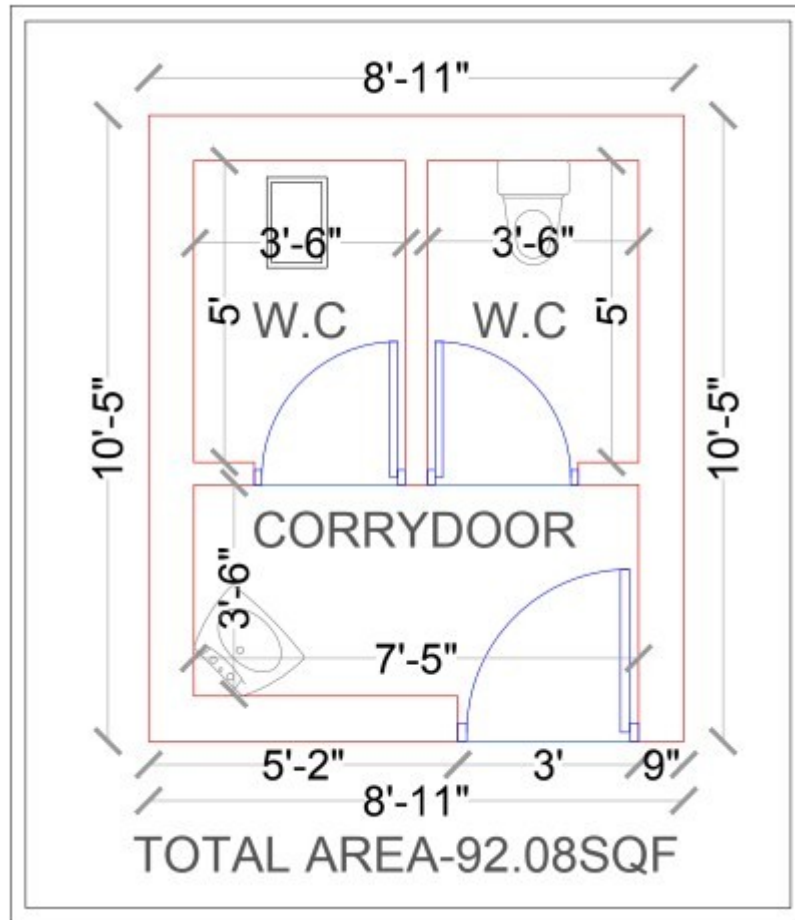 8'-11"
3'-6" 3'-6"
5' W.C W.C 5'
10'-5" 10'-5"
CORRYDOOR
3'-6"
7'-5"
5'-2" 3' 9"
8'-11"
TOTAL AREA-92.08SQF